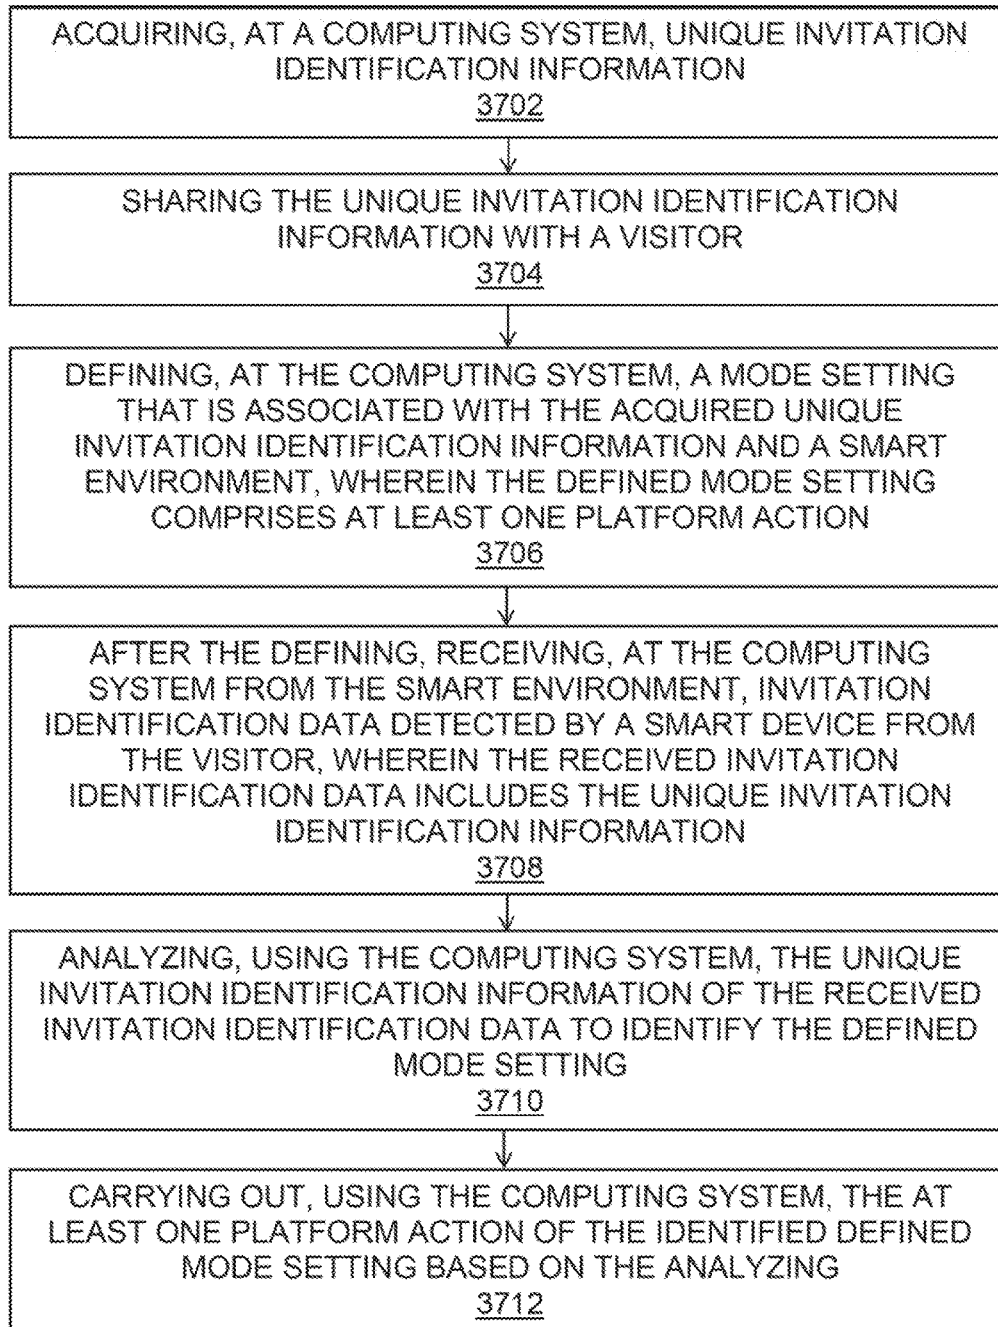 ACQUIRING, AT A COMPUTING SYSTEM, UNIQUE INVITATION
IDENTIFICATION INFORMATION
3702
SHARING THE UNIQUE INVITATION IDENTIFICATION
INFORMATION WITH A VISITOR
3704
DEFINING, AT THE COMPUTING SYSTEM, A MODE SETTING
THAT IS ASSOCIATED WITH THE ACQUIRED UNIQUE
INVITATION IDENTIFICATION INFORMATION AND A SMART
ENVIRONMENT, WHEREIN THE DEFINED MODE SETTING
COMPRISES AT LEAST ONE PLATFORM ACTION
3706
AFTER THE DEFINING, RECEIVING, AT THE COMPUTING
SYSTEM FROM THE SMART ENVIRONMENT, INVITATION
IDENTIFICATION DATA DETECTED BY A SMART DEVICE FROM
THE VISITOR, WHEREIN THE RECEIVED INVITATION
IDENTIFICATION DATA INCLUDES THE UNIQUE INVITATION
IDENTIFICATION INFORMATION
3708
ANALYZING, USING THE COMPUTING SYSTEM, THE UNIQUE
INVITATION IDENTIFICATION INFORMATION OF THE RECEIVED
INVITATION IDENTIFICATION DATA TO IDENTIFY THE DEFINED
MODE SETTING
3710
CARRYING OUT, USING THE COMPUTING SYSTEM, THE AT
LEAST ONE PLATFORM ACTION OF THE IDENTIFIED DEFINED
MODE SETTING BASED ON THE ANALYZING
3712